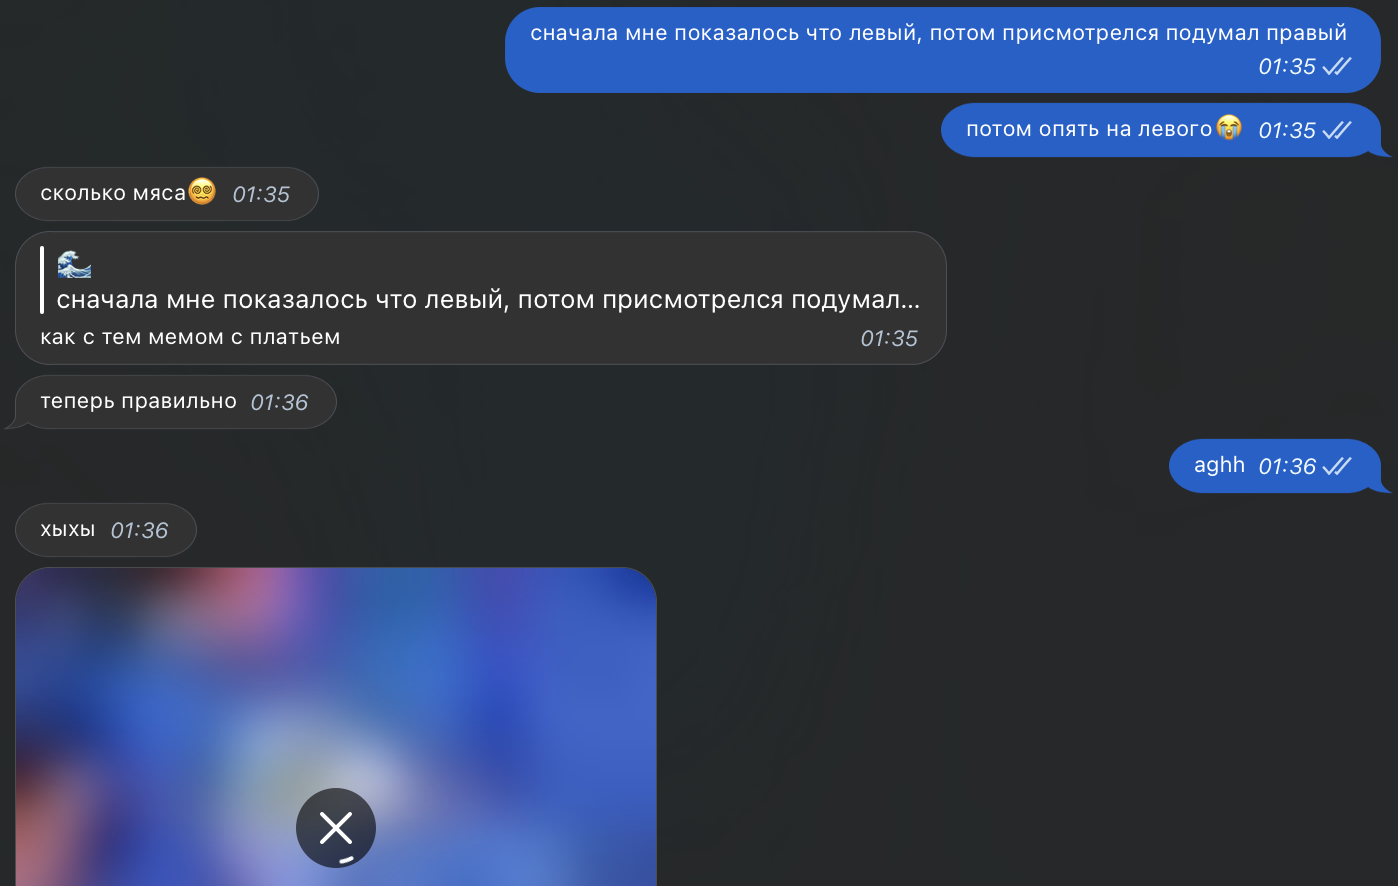 сначала мне показалось что левый, потом присмотрелся подумал правый
01:35
потом опять на левого😭 01:35
сколько мяса😵‍💫 01:35
🌊
сначала мне показалось что левый, потом присмотрелся подумал...
как с тем мемом с платьем 01:35
теперь правильно 01:36
aghh 01:36
хыхы 01:36